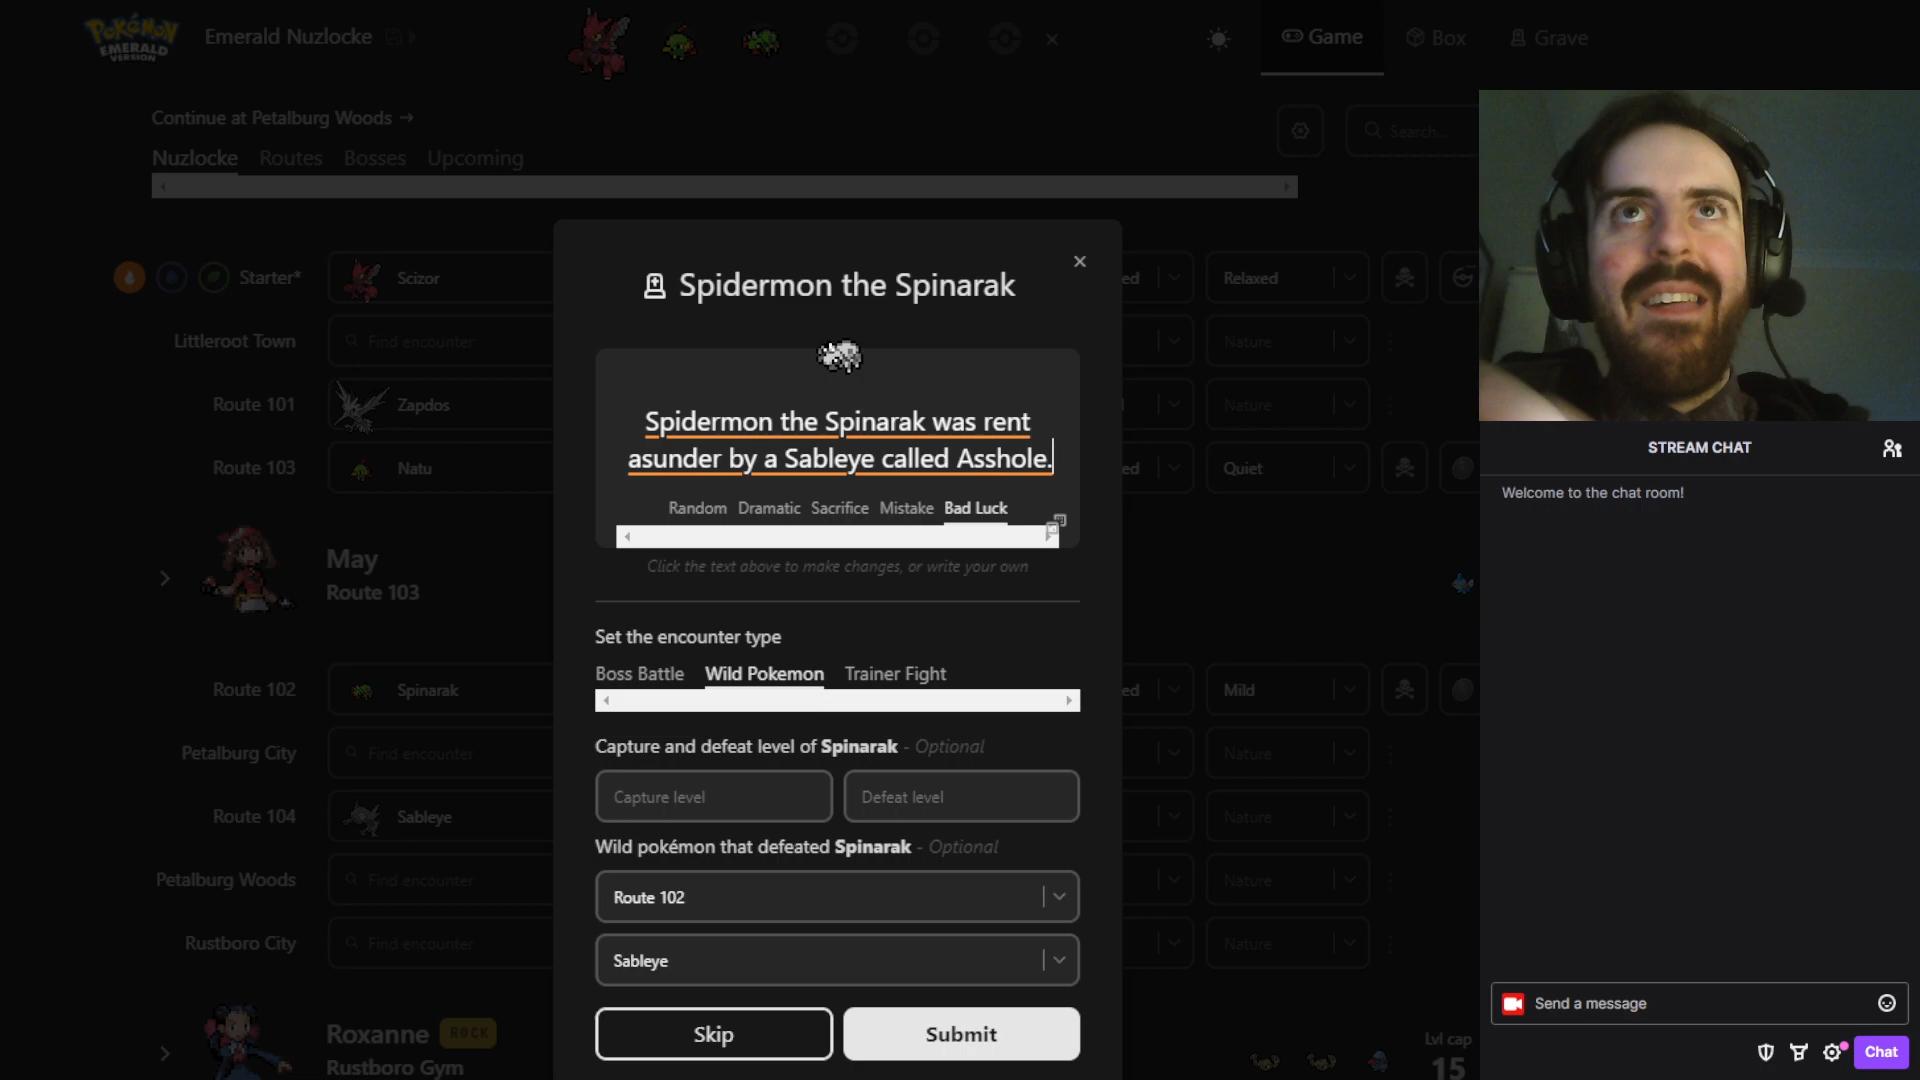 POKÉMON
EMERALD
VERSION
Emerald Nuzlocke
Game
Box
Grave
Continue at Petalburg Woods →
Search...
Nuzlocke Routes Bosses Upcoming
Spidermon the Spinarak
Starter*
Scizor
ed
Relaxed
Littleroot Town
Find encounter
Nature
Route 101
Zapdos
Nature
Spidermon the Spinarak was rent
asunder by a Sableye called Asshole.
Route 103
Natu
ed
Quiet
Random Dramatic Sacrifice Mistake Bad Luck
Click the text above to make changes, or write your own
May
Route 103
Set the encounter type
Boss Battle Wild Pokemon Trainer Fight
Route 102
Spinarak
ed
Mild
Capture and defeat level of Spinarak - Optional
Petalburg City
Find encounter
Nature
Capture level
Defeat level
Route 104
Sableye
Nature
Wild pokémon that defeated Spinarak - Optional
Petalburg Woods
Find encounter
Nature
Route 102
Rustboro City
Find encounter
Nature
Sableye
Roxanne ROCK
Rustboro Gym
Skip
Submit
Lvl cap
15
STREAM CHAT
Welcome to the chat room!
Send a message
Chat